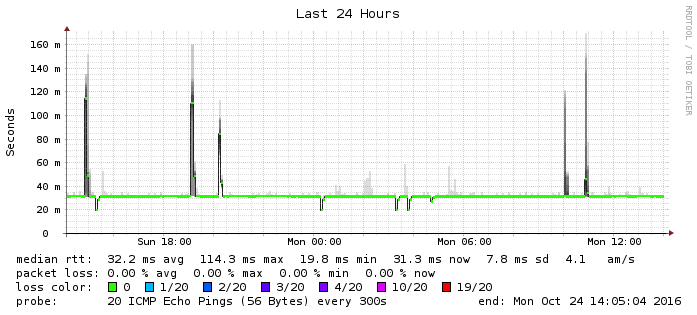 Last 24 Hours
RRDTOOL / TOBI OETIKER
Seconds
160 m
140 m
120 m
100 m
80 m
60 m
40 m
20 m
0
Sun 18:00 Mon 00:00 Mon 06:00 Mon 12:00
median rtt: 32.2 ms avg 114.3 ms max 19.8 ms min 31.3 ms now 7.8 ms sd 4.1 am/s
packet loss: 0.00 % avg 0.00 % max 0.00 % min 0.00 % now
loss color: 0 1/20 2/20 3/20 4/20 10/20 19/20
probe: 20 ICMP Echo Pings (56 Bytes) every 300s end: Mon Oct 24 14:05:04 2016